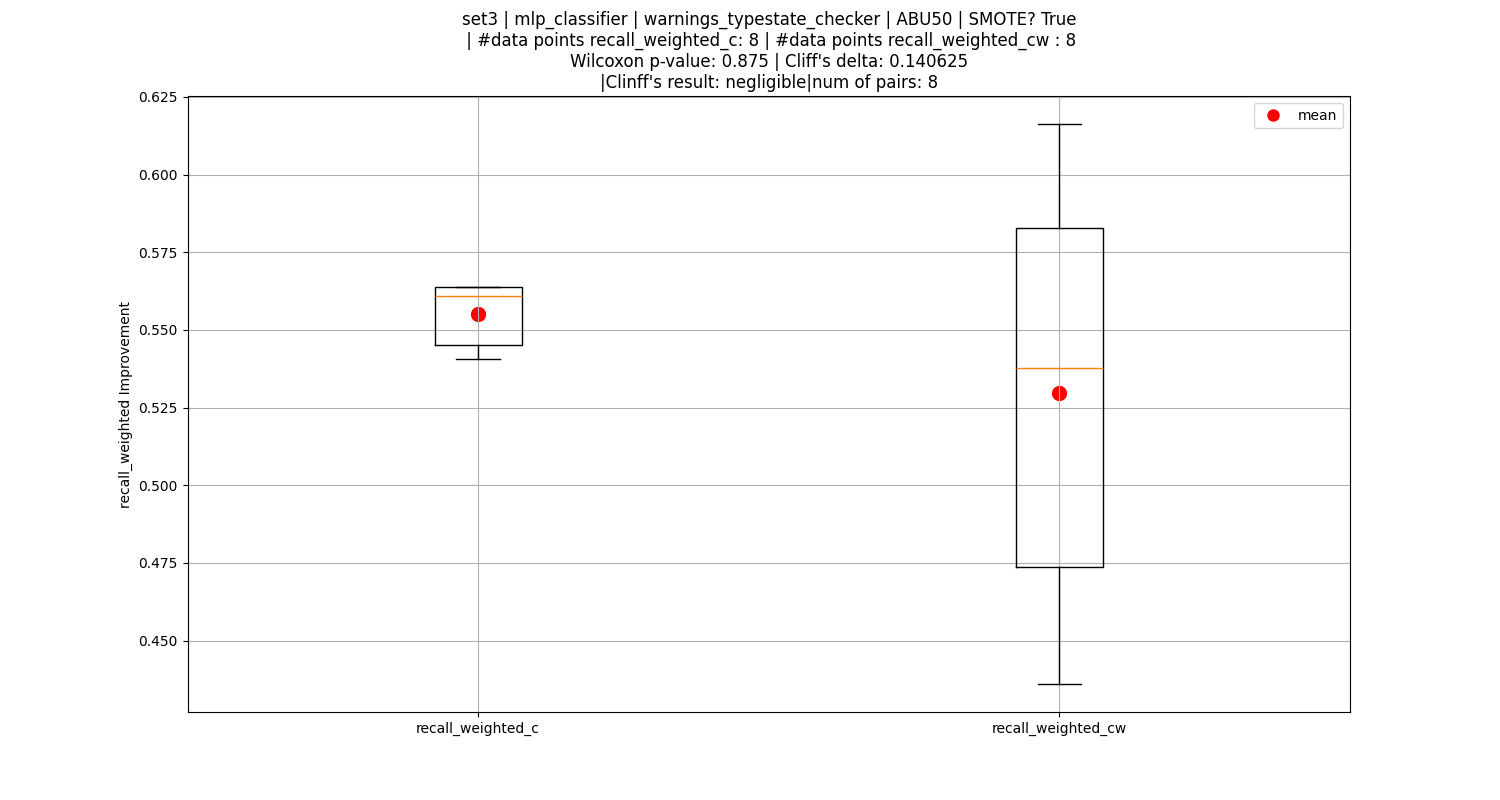 set3 | mlp_classifier | warnings_typestate_checker | ABU50 | SMOTE? True
| #data points recall_weighted_c: 8 | #data points recall_weighted_cw : 8
Wilcoxon p-value: 0.875 | Cliff's delta: 0.140625
|Clinff's result: negligible|num of pairs: 8
mean
recall_weighted Improvement
0.625
0.600
0.575
0.550
0.525
0.500
0.475
0.450
recall_weighted_c
recall_weighted_cw